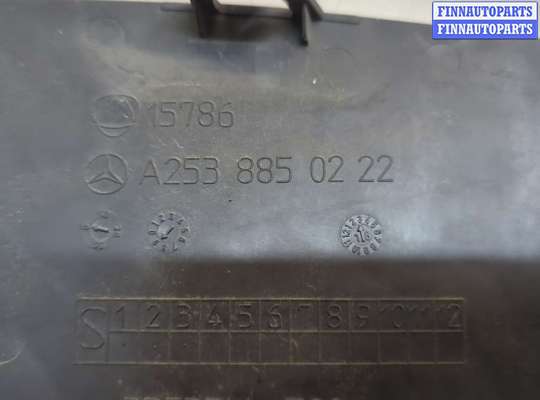 FINNAUTOPARTS
FINNAUTOPARTS
15786
A253 885 02 22
S 1 2 3 4 5 6 7 8 9 10 11 12